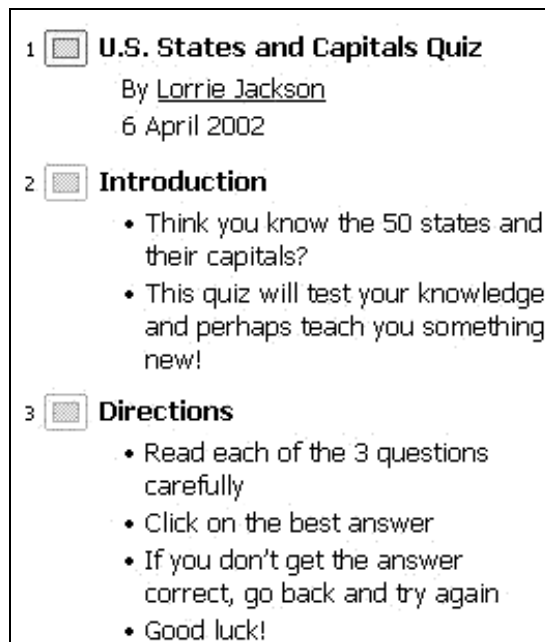 1 U.S. States and Capitals Quiz
By Lorrie Jackson
6 April 2002
2 Introduction
• Think you know the 50 states and
their capitals?
• This quiz will test your knowledge
and perhaps teach you something
new!
3 Directions
• Read each of the 3 questions
carefully
• Click on the best answer
• If you don't get the answer
correct, go back and try again
• Good luck!